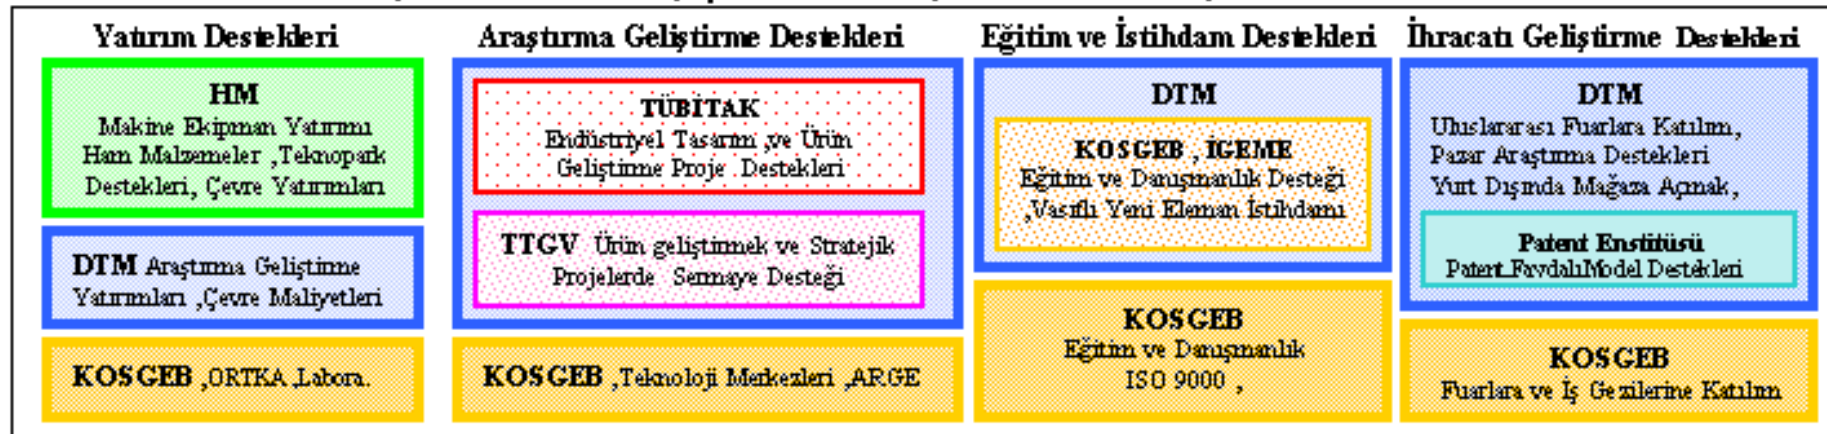 Yatırım Destekleri
HM
Makine Ekipman Yatırımı
Ham Malzemeler ,Teknopark
Destekleri, Çevre Yatırımları
DTM Araştırma Geliştirme
Yatırımları ,Çevre Maliyetleri
KOSGEB ,ORTKA ,Labora.
Araştırma Geliştirme Destekleri
TÜBİTAK
Endüstriyel Tasarım ,ve Ürün
Geliştirme Proje Destekleri
TTGV Ürün geliştirmek ve Stratejik
Projelerde Sermaye Desteği
KOSGEB ,Teknoloji Merkezleri ,ARGE
Eğitim ve İstihdam Destekleri
DTM
KOSGEB , İGEME
Eğitim ve Danışmanlık Desteği
,Vasıflı Yeni Eleman İstihdamı
KOSGEB
Eğitim ve Danışmanlık
ISO 9000 ,
İhracatı Geliştirme Destekleri
DTM
Uluslararası Fuarlara Katılım,
Pazar Araştırma Destekleri
Yurt Dışında Mağaza Açmak,
Patent Enstitüsü
Patent FaydalıModel Destekleri
KOSGEB
Fuarlara ve İş Gezilerine Katılım